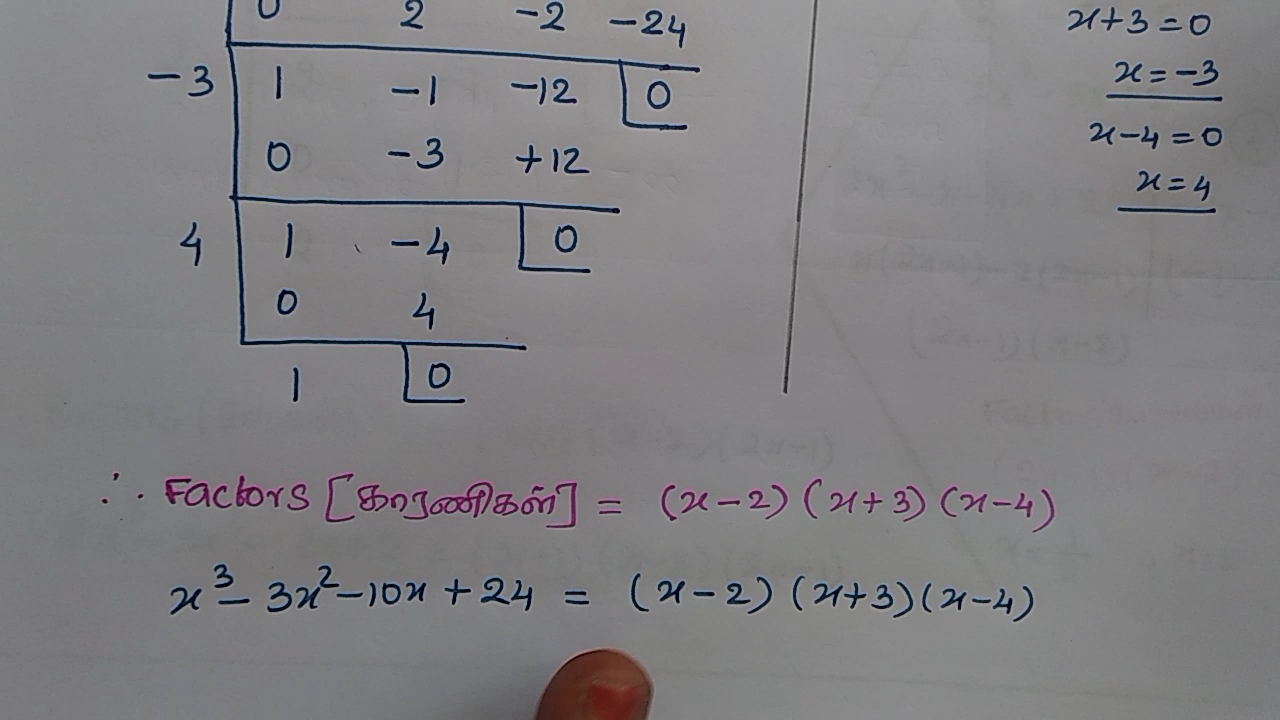 0 2 -2 -24
-3 1 -1 -12 0
0 -3 +12
4 1 -4 0
0 4
1 0
x+3=0
x=-3
x-4=0
x=4
∴ Factors [காரணிகள்] = (x-2) (x+3) (x-4)
x³-3x²-10x+24 = (x-2) (x+3) (x-4)